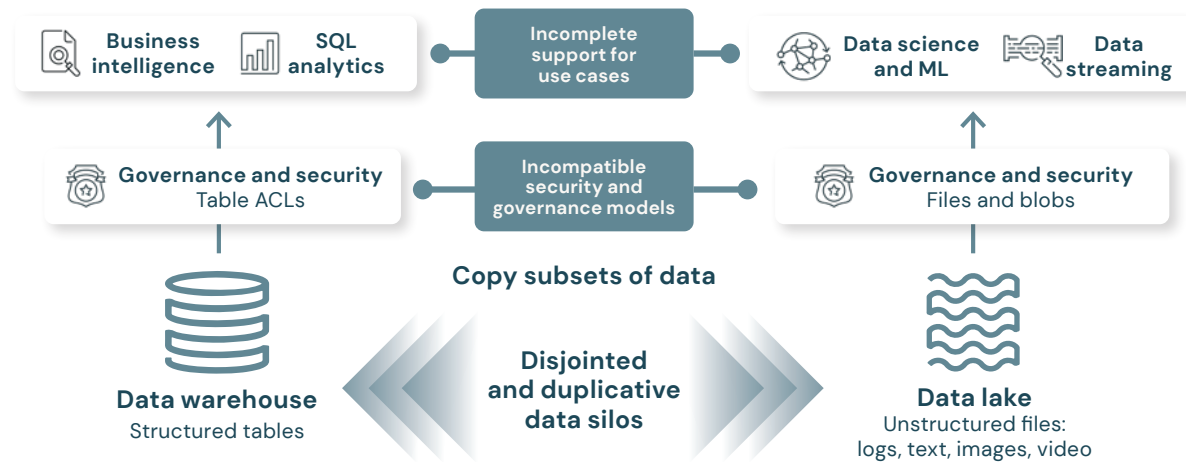 Business
intelligence
SQL
analytics
Incomplete
support for
use cases
Data science
and ML
Data
streaming
Governance and security
Table ACLs
Incompatible
security and
governance models
Governance and security
Files and blobs
Copy subsets of data
Disjointed
and duplicative
data silos
Data warehouse
Structured tables
Data lake
Unstructured files:
logs, text, images, video